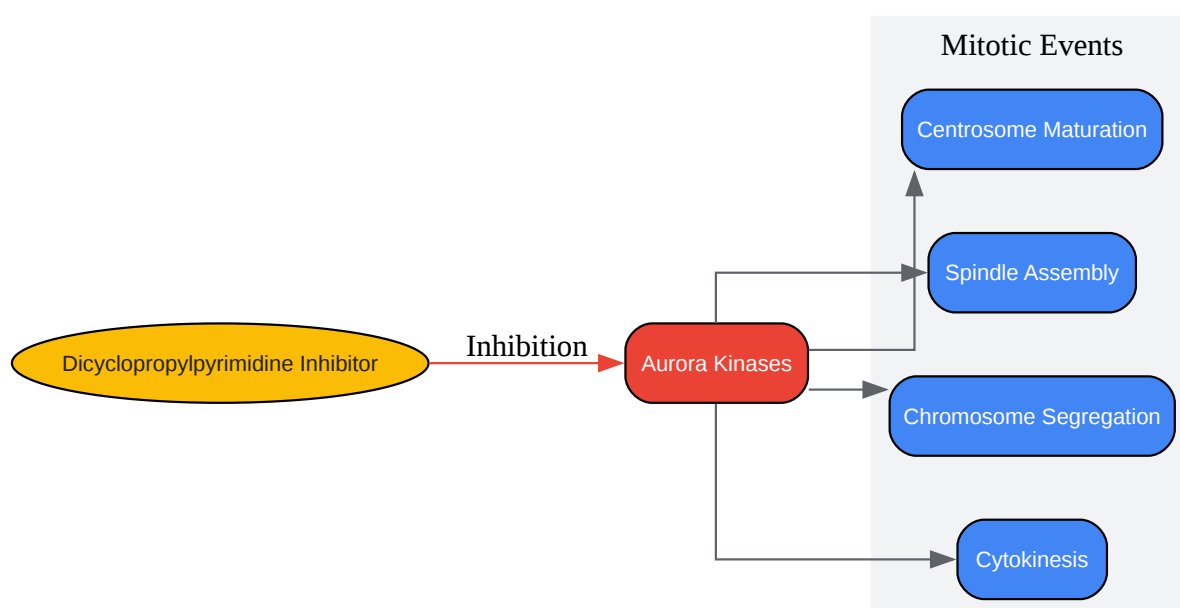 Mitotic Events
Centrosome Maturation
Spindle Assembly
Dicyclopropylpyrimidine Inhibitor
Inhibition
Aurora Kinases
Chromosome Segregation
Cytokinesis